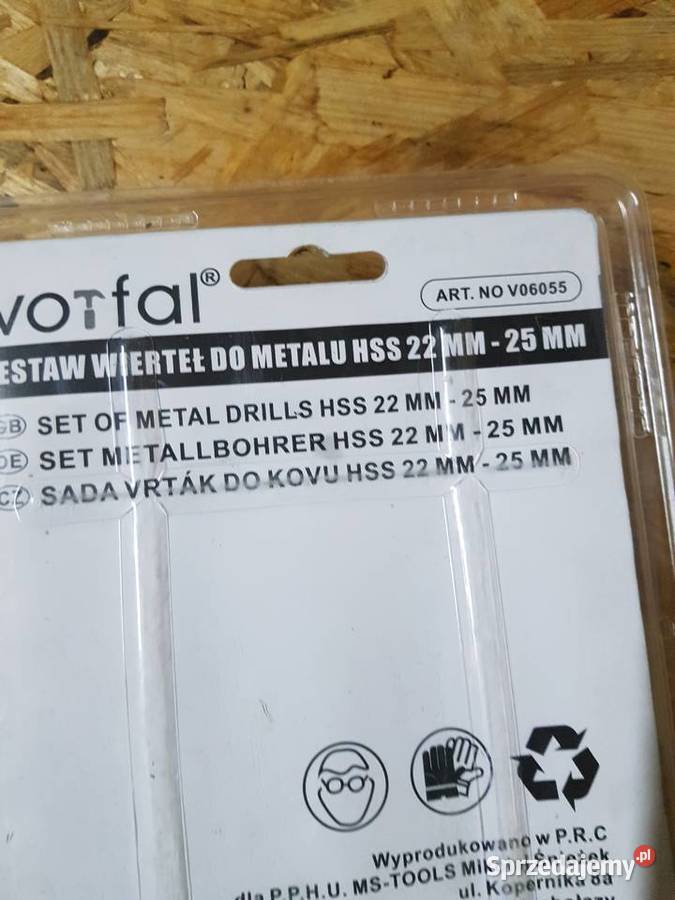 votfal®
ART. NO V06055
ESTAW WIERTEŁ DO METALU HSS 22 MM - 25 MM
GB SET OF METAL DRILLS HSS 22 MM - 25 MM
DE SET METALLBOHRER HSS 22 MM - 25 MM
CZ SADA VRTÁK DO KOVU HSS 22 MM - 25 MM
Wyprodukowano w P.R.C
dla P.P.H.U. MS-TOOLS
ul. Kopernika 8a
Sprzedajemy.pl